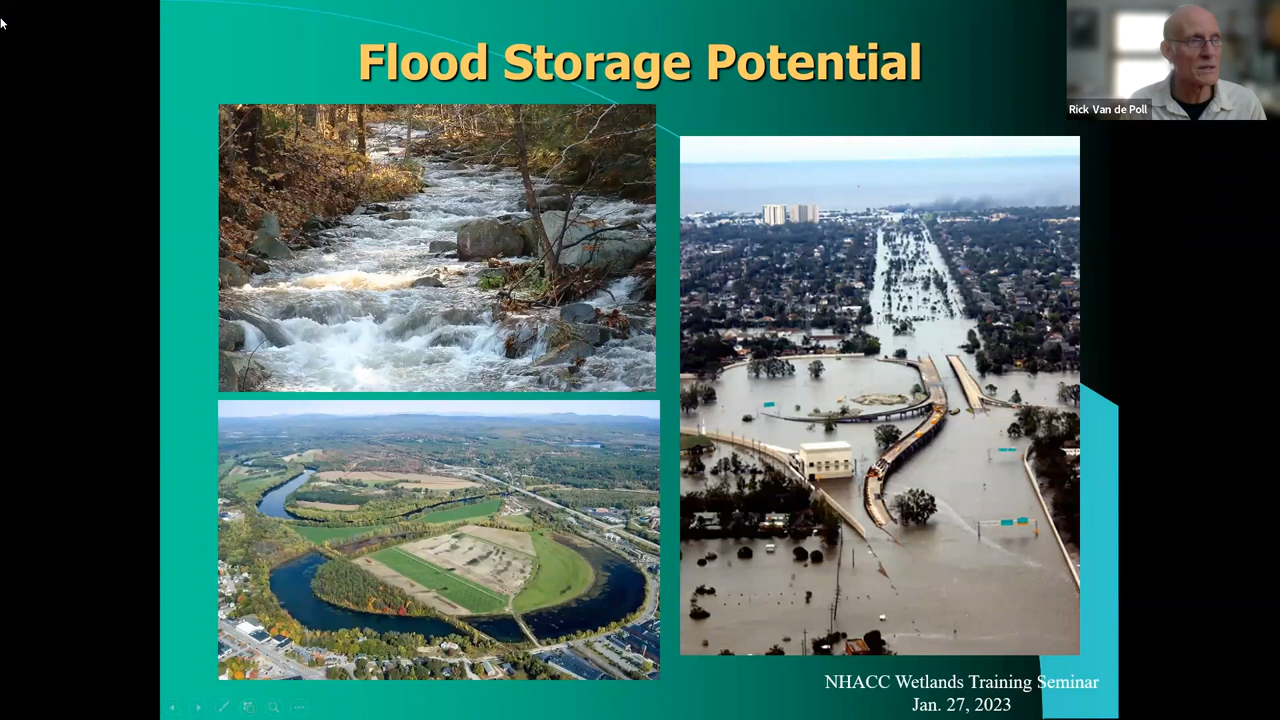 Flood Storage Potential
Rick Van de Poll
NHACC Wetlands Training Seminar
Jan. 27, 2023